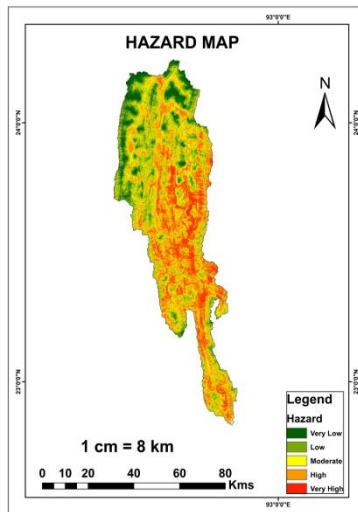 93°0'0"E
HAZARD MAP
N
24°0'0"N
24°0'0"N
23°0'0"N
23°0'0"N
1 cm = 8 km
0 5 10 20 40 60 80
Kms
Legend
Hazard
Very Low
Low
Moderate
High
Very High
93°0'0"E